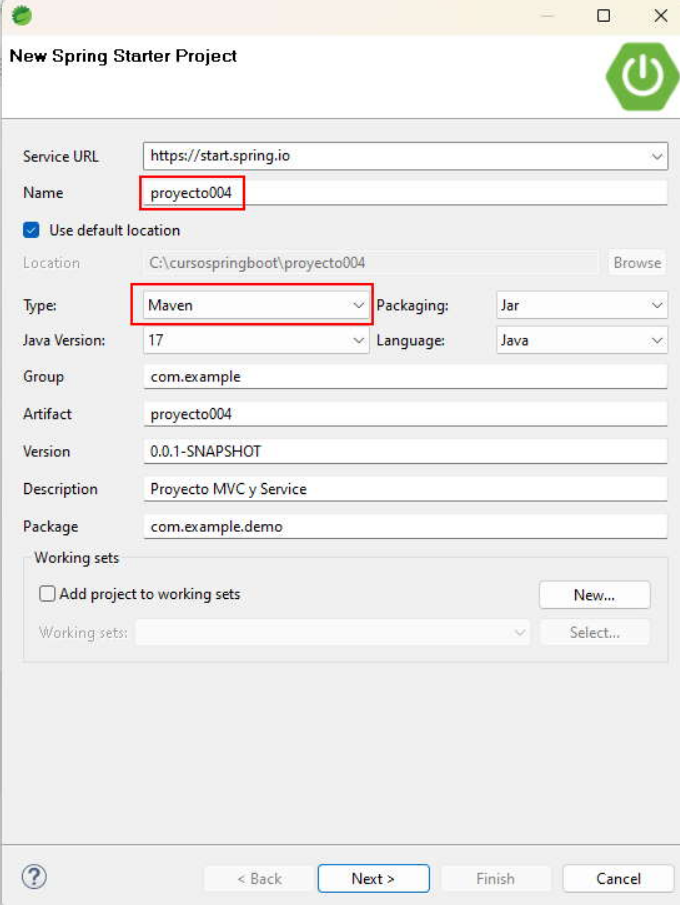 New Spring Starter Project
Service URL https://start.spring.io
Name proyecto004
Use default location
Location C:\cursospringboot\proyecto004 Browse
Type: Maven Packaging: Jar
Java Version: 17 Language: Java
Group com.example
Artifact proyecto004
Version 0.0.1-SNAPSHOT
Description Proyecto MVC y Service
Package com.example.demo
Working sets
Add project to working sets New...
Working sets: Select...
? < Back Next > Finish Cancel